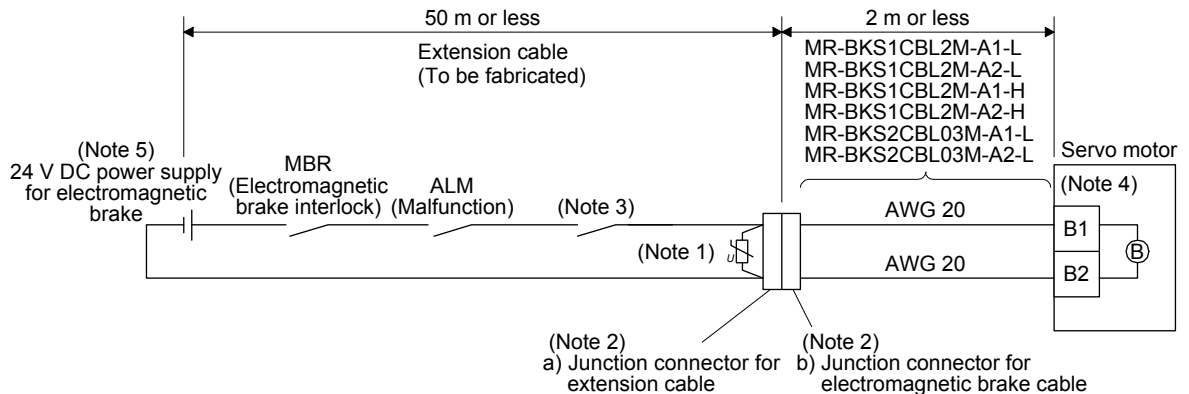 50 m or less
2 m or less
Extension cable
(To be fabricated)
MR-BKS1CBL2M-A1-L
MR-BKS1CBL2M-A2-L
MR-BKS1CBL2M-A1-H
MR-BKS1CBL2M-A2-H
MR-BKS2CBL03M-A1-L
MR-BKS2CBL03M-A2-L
(Note 5)
24 V DC power supply
for electromagnetic
brake
MBR
(Electromagnetic
brake interlock)
ALM
(Malfunction)
(Note 3)
(Note 1)
U
AWG 20
AWG 20
Servo motor
(Note 4)
B1
B2
B
(Note 2)
a) Junction connector for
extension cable
(Note 2)
b) Junction connector for
electromagnetic brake cable